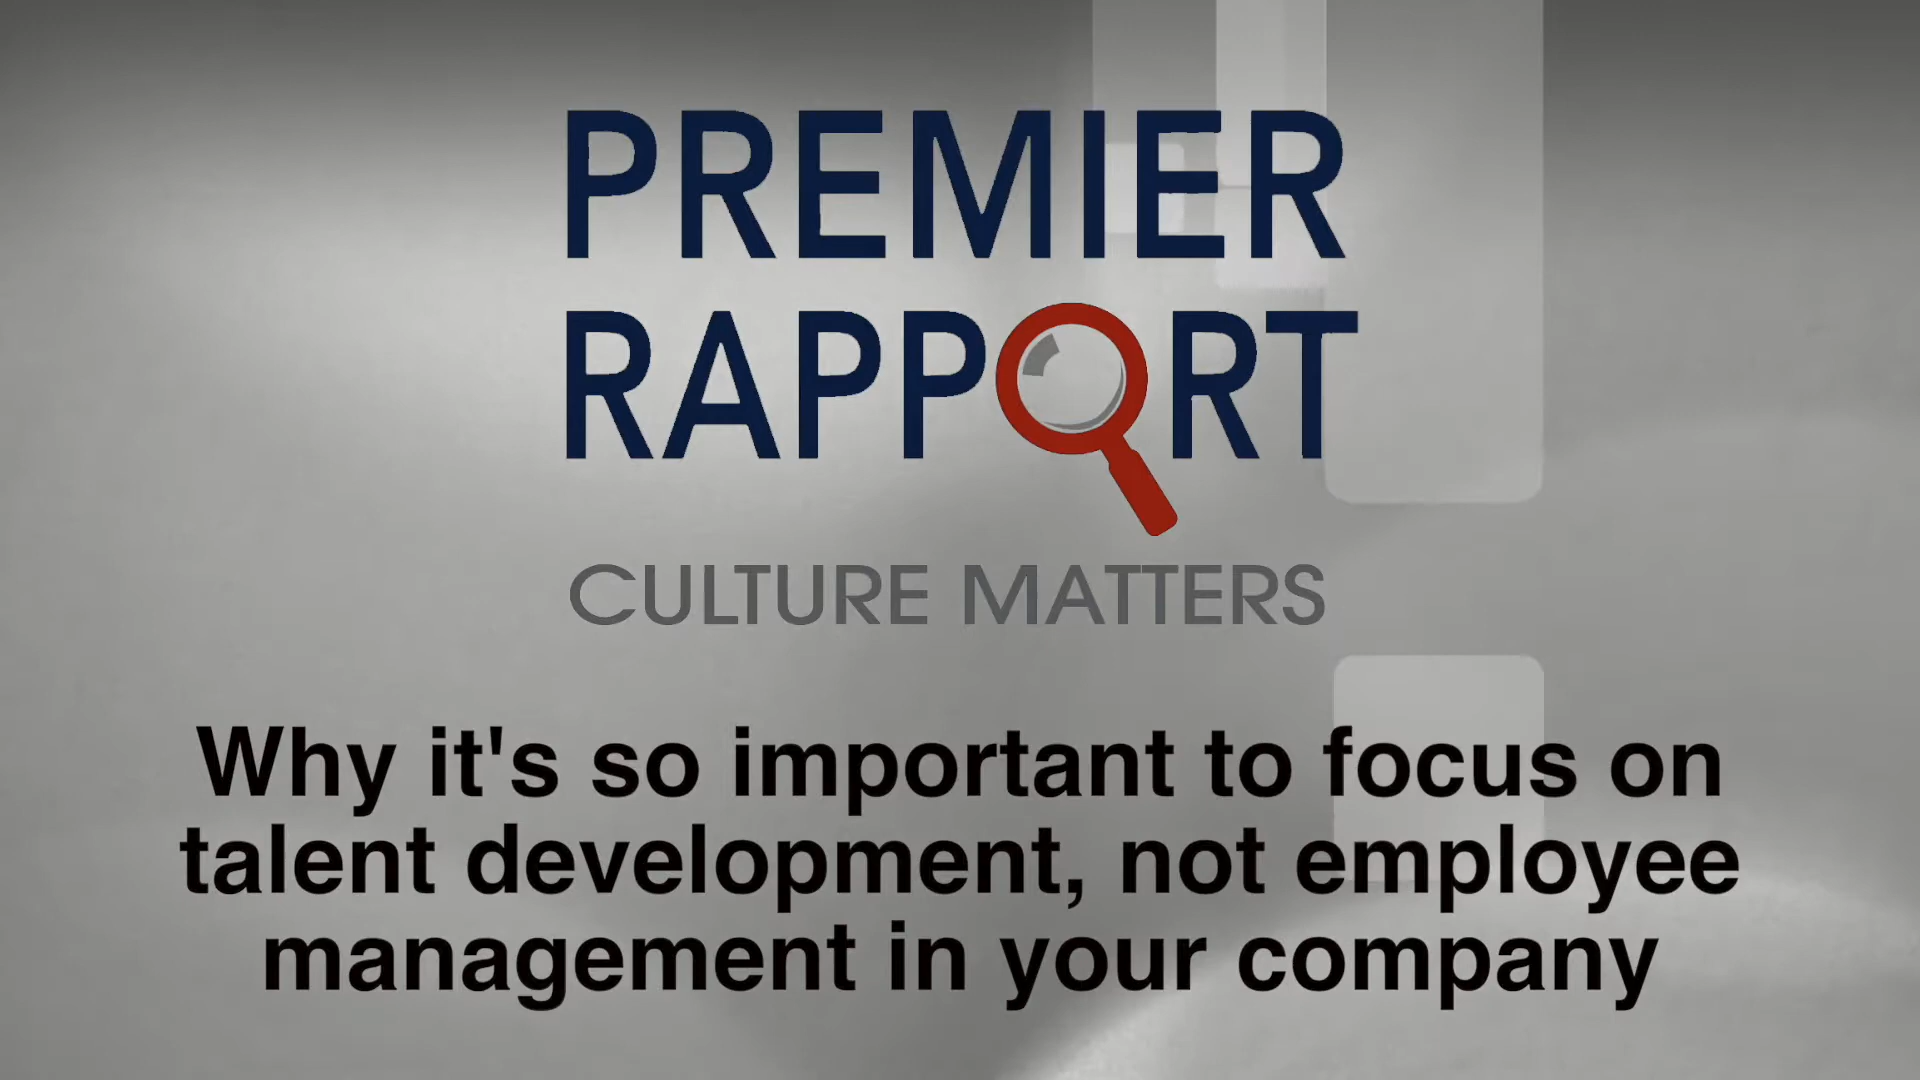 PREMIER
RAPPORT
CULTURE MATTERS
Why it's so important to focus on
talent development, not employee
management in your company